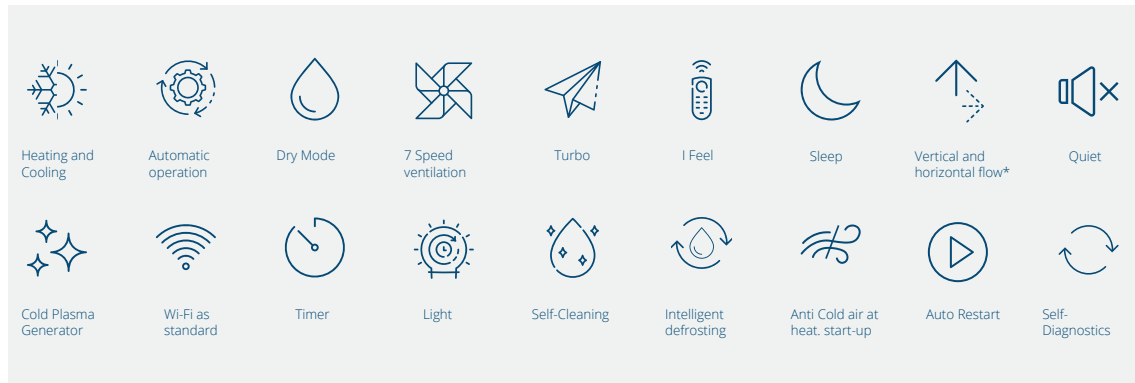 Heating and
Cooling
Automatic
operation
Dry Mode
7 Speed
ventilation
Turbo
I Feel
Sleep
Vertical and
horizontal flow*
Quiet
Cold Plasma
Generator
Wi-Fi as
standard
Timer
Light
Self-Cleaning
Intelligent
defrosting
Anti Cold air at
heat. start-up
Auto Restart
Self-
Diagnostics